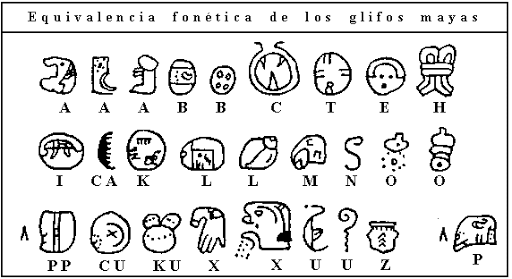 Equivalencia fonética de los glifos mayas
A A A B B C T E H
I CA K L L M N O O
PP CU KU X X U U Z P